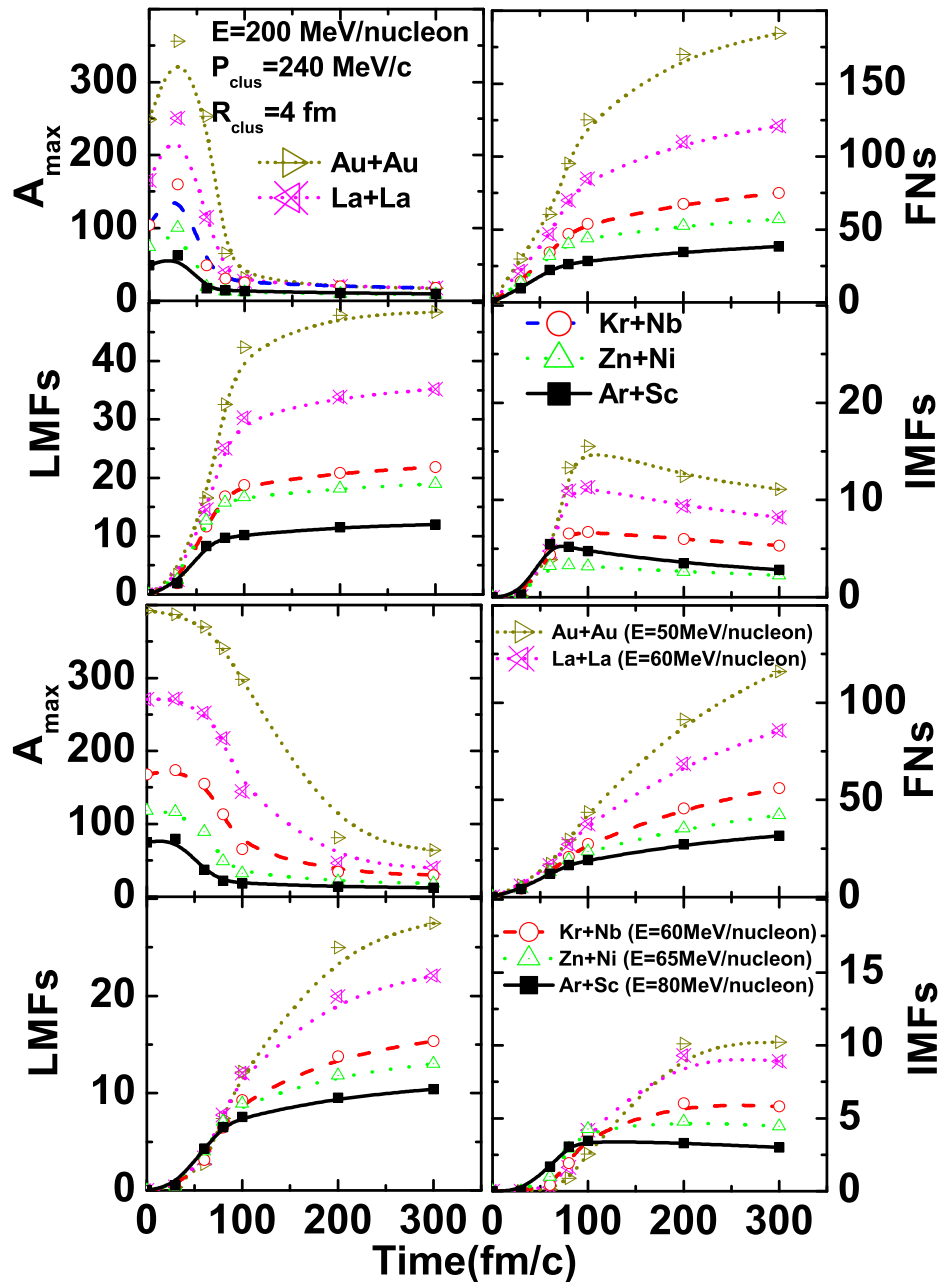 E=200 MeV/nucleon
P_clus=240 MeV/c
R_clus=4 fm
Au+Au
La+La
A_max
300
200
100
0
FNs
150
100
50
0
LMFs
40
30
20
10
0
Kr+Nb
Zn+Ni
Ar+Sc
IMFs
20
10
0
A_max
400
300
200
100
0
Au+Au (E=50MeV/nucleon)
La+La (E=60MeV/nucleon)
FNs
100
50
0
LMFs
20
10
0
Kr+Nb (E=60MeV/nucleon)
Zn+Ni (E=65MeV/nucleon)
Ar+Sc (E=80MeV/nucleon)
IMFs
15
10
5
0
0 100 200 300 0 100 200 300
Time(fm/c)